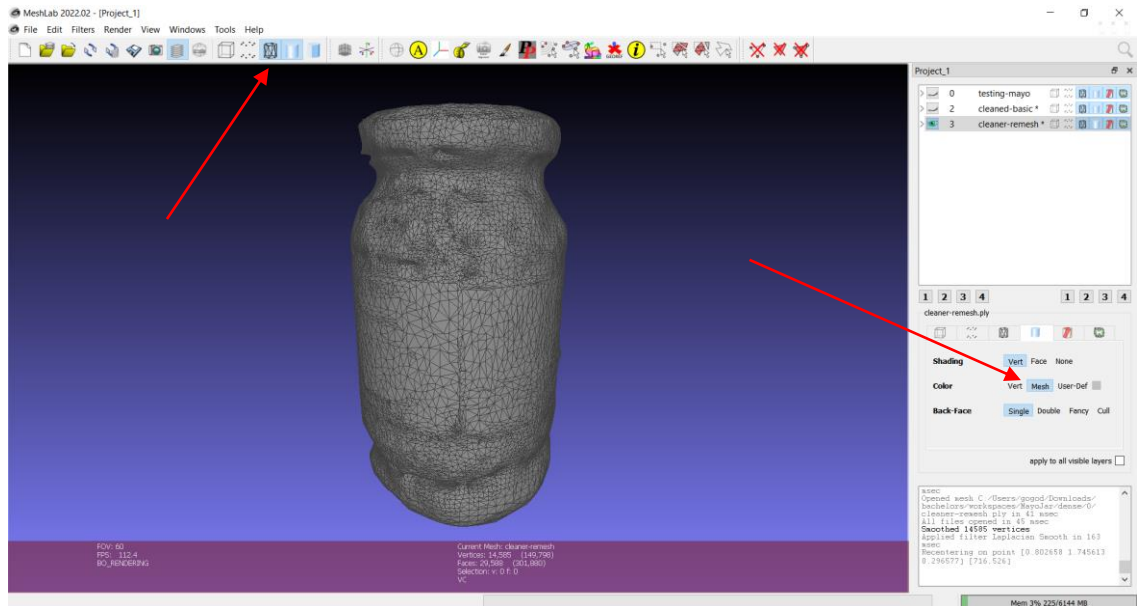 MeshLab 2022.02 - [Project_1]
File Edit Filters Render View Windows Tools Help
A
i
Project_1
0 testing-mayo
2 cleaned-basic *
3 cleaner-remesh *
1 2 3 4 1 2 3 4
cleaner-remesh.ply
Shading Vert Face None
Color Vert Mesh User-Def
Back-Face Single Double Fancy Cull
apply to all visible layers
msec
Opened mesh C /Users/gogod/Downloads/
bachelors/workspaces/MayoJar/dense/0/
cleaner-remesh ply in 41 msec
All files opened in 45 msec
Smoothed 14585 vertices
Applied filter Laplacian Smooth in 163
msec
Recentering on point [0.802658 1.745613
8.296577] [716.526]
FOV: 60
FPS: 112.4
BO_RENDERING
Current Mesh: cleaner-remesh
Vertices: 14,585 (149,798)
Faces: 29,588 (301,880)
Selection: v: 0 f: 0
VC
Mem 3% 225/6144 MB